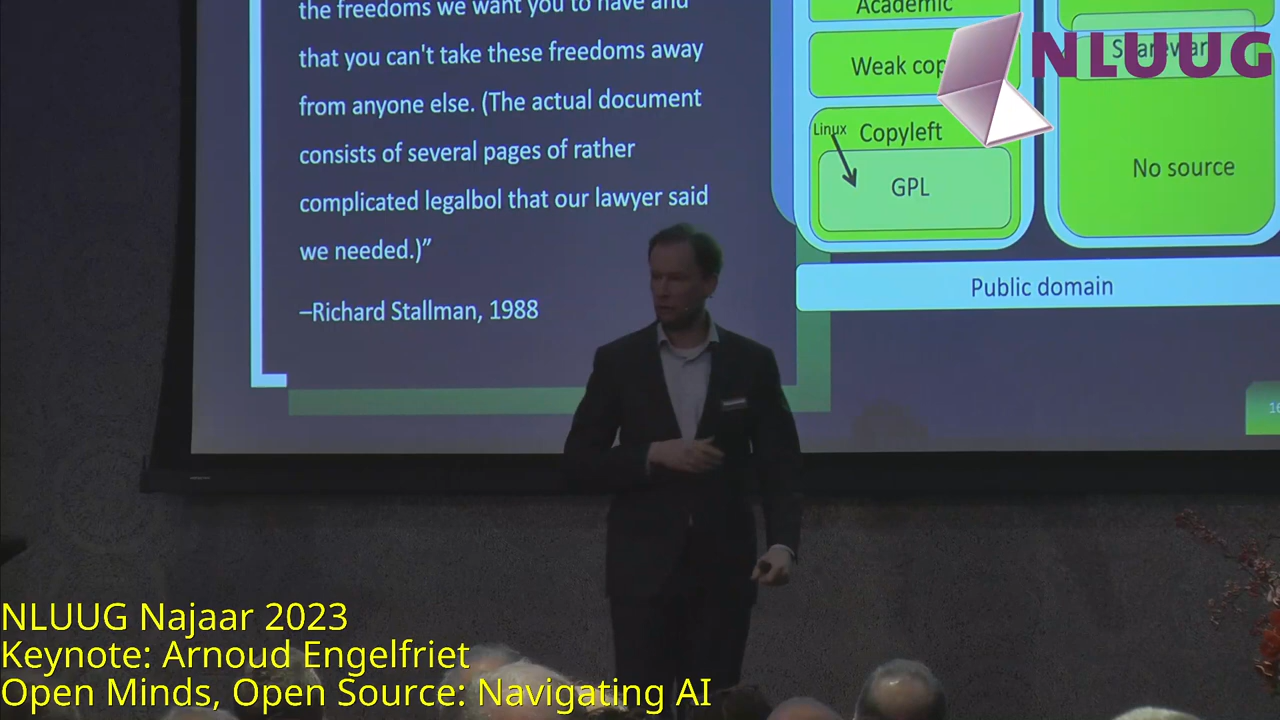 the freedoms we want you to have and
that you can't take these freedoms away
from anyone else. (The actual document
consists of several pages of rather
complicated legalbol that our lawyer said
we needed.)”
–Richard Stallman, 1988
Academic
Weak cop
Linux
Copyleft
GPL
Shareware
No source
Public domain
16
NLUUG
NLUUG Najaar 2023
Keynote: Arnoud Engelfriet
Open Minds, Open Source: Navigating AI